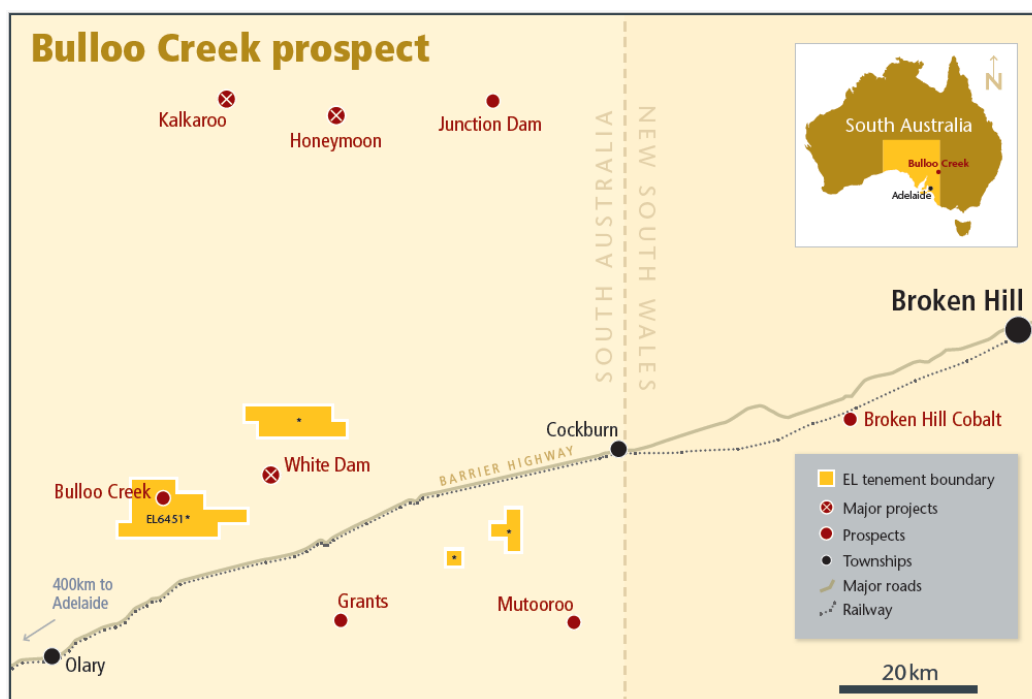 Bulloo Creek prospect
Kalkaroo
Honeymoon
Junction Dam
SOUTH AUSTRALIA
NEW SOUTH WALES
N
South Australia
Bulloo Creek
Adelaide
Broken Hill
Broken Hill Cobalt
Cockburn
BARRIER HIGHWAY
*
White Dam
Bulloo Creek
EL6451*
*
*
400km to
Adelaide
Grants
Mutooroo
Olary
EL tenement boundary
Major projects
Prospects
Townships
Major roads
Railway
20km